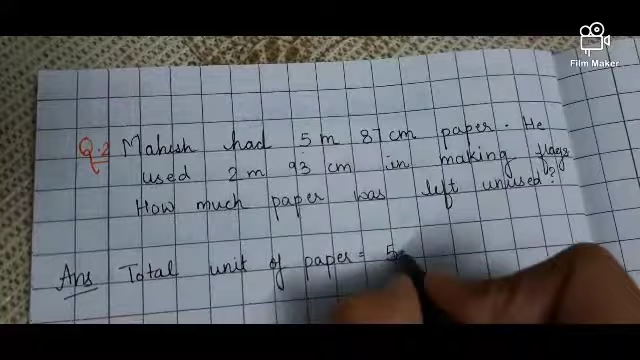 Film Maker
Q.2 Mahish had 5 m 87 cm paper. He
used 2 m 93 cm in making flags
How much paper was left unused?
Ans Total unit of paper = 5